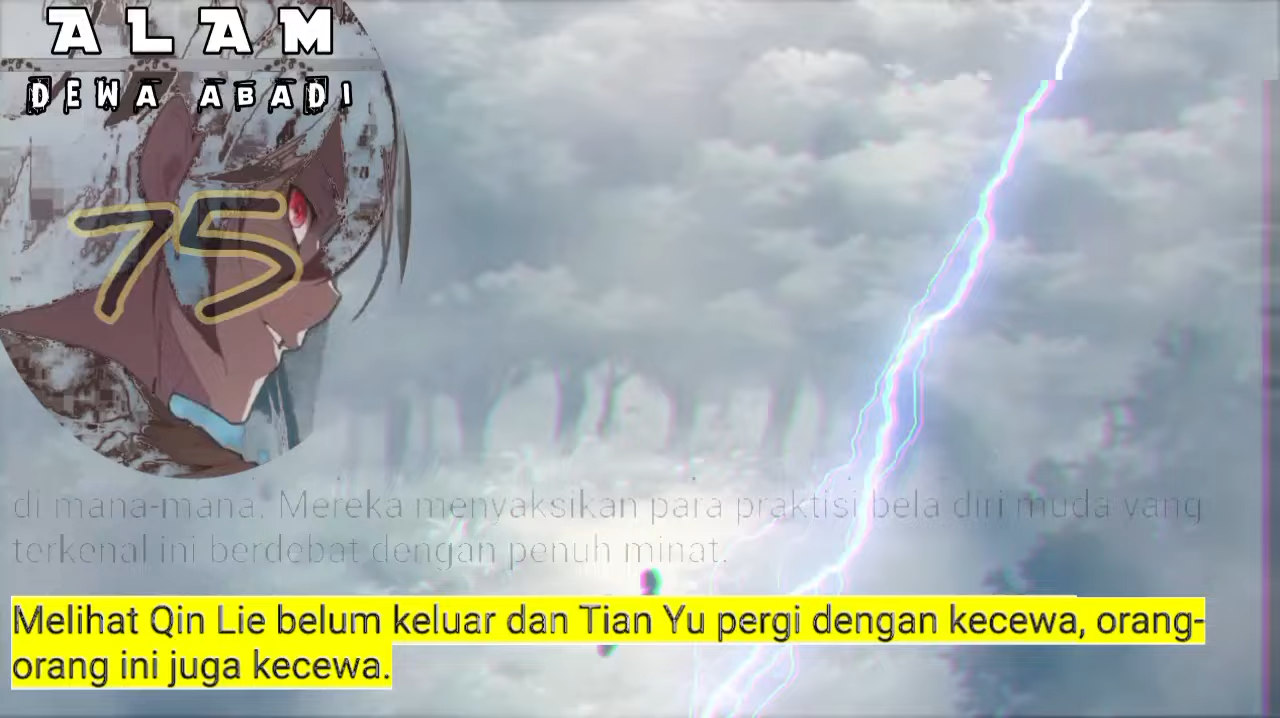 ALAM
DEWA ABADI
75
di mana-mana. Mereka menyaksikan para praktisi bela diri muda yang
terkenal ini berdebat dengan penuh minat.
Melihat Qin Lie belum keluar dan Tian Yu pergi dengan kecewa, orang-
orang ini juga kecewa.